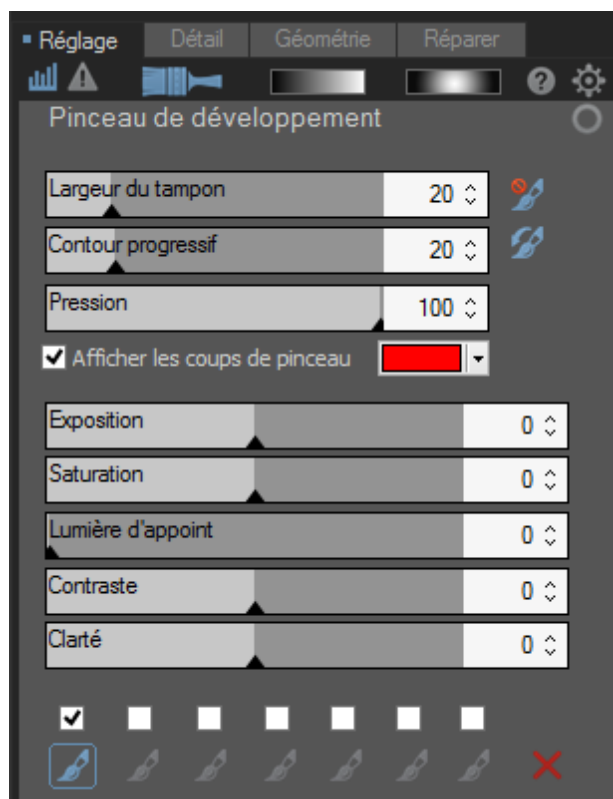 Réglage Détail Géométrie Réparer
Pinceau de développement
Largeur du tampon 20
Contour progressif 20
Pression 100
Afficher les coups de pinceau
Exposition 0
Saturation 0
Lumière d'appoint 0
Contraste 0
Clarté 0